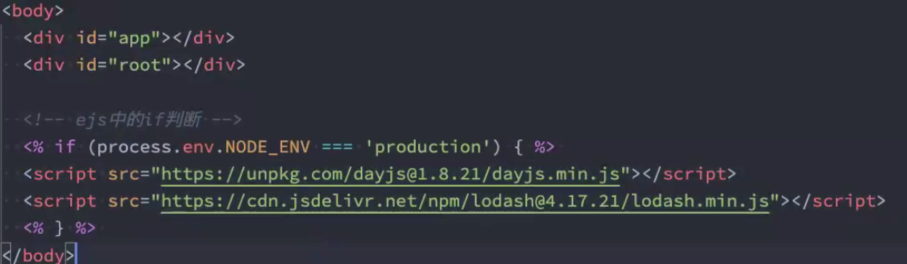 <body>
<div id="app"></div>
<div id="root"></div>
<!-- ejs中的if判断 -->
<% if (process.env.NODE_ENV === 'production') { %>
<script src="https://unpkg.com/dayjs@1.8.21/dayjs.min.js"></script>
<script src="https://cdn.jsdelivr.net/npm/lodash@4.17.21/lodash.min.js"></script>
<% } %>
</body>